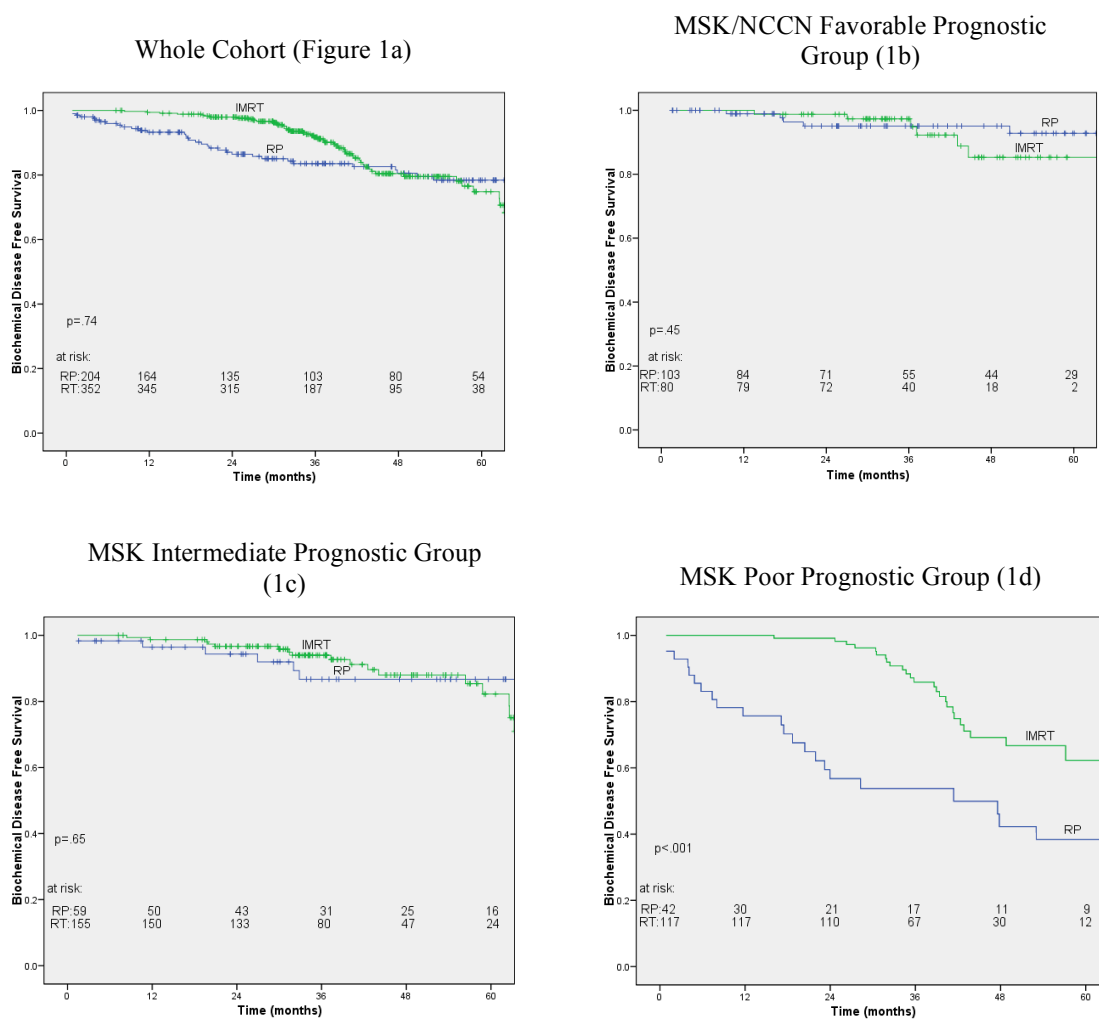 Whole Cohort (Figure 1a)
Biochemical Disease Free Survival
1.0
0.8
0.6
0.4
0.2
0.0
IMRT
RP
p=.74
at risk:
RP:204 164 135 103 80 54
RT:352 345 315 187 95 38
0 12 24 36 48 60
Time (months)
MSK/NCCN Favorable Prognostic
Group (1b)
Biochemical Disease Free Survival
1.0
0.8
0.6
0.4
0.2
0.0
RP
IMRT
p=.45
at risk:
RP:103 84 71 55 44 29
RT:80 79 72 40 18 2
0 12 24 36 48 60
Time (months)
MSK Intermediate Prognostic Group
(1c)
Biochemical Disease Free Survival
1.0
0.8
0.6
0.4
0.2
0.0
IMRT
RP
p=.65
at risk:
RP:59 50 43 31 25 16
RT:155 150 133 80 47 24
0 12 24 36 48 60
Time (months)
MSK Poor Prognostic Group (1d)
Biochemical Disease Free Survival
1.0
0.8
0.6
0.4
0.2
0.0
IMRT
RP
p<.001
at risk:
RP:42 30 21 17 11 9
RT:117 117 110 67 30 12
0 12 24 36 48 60
Time (months)